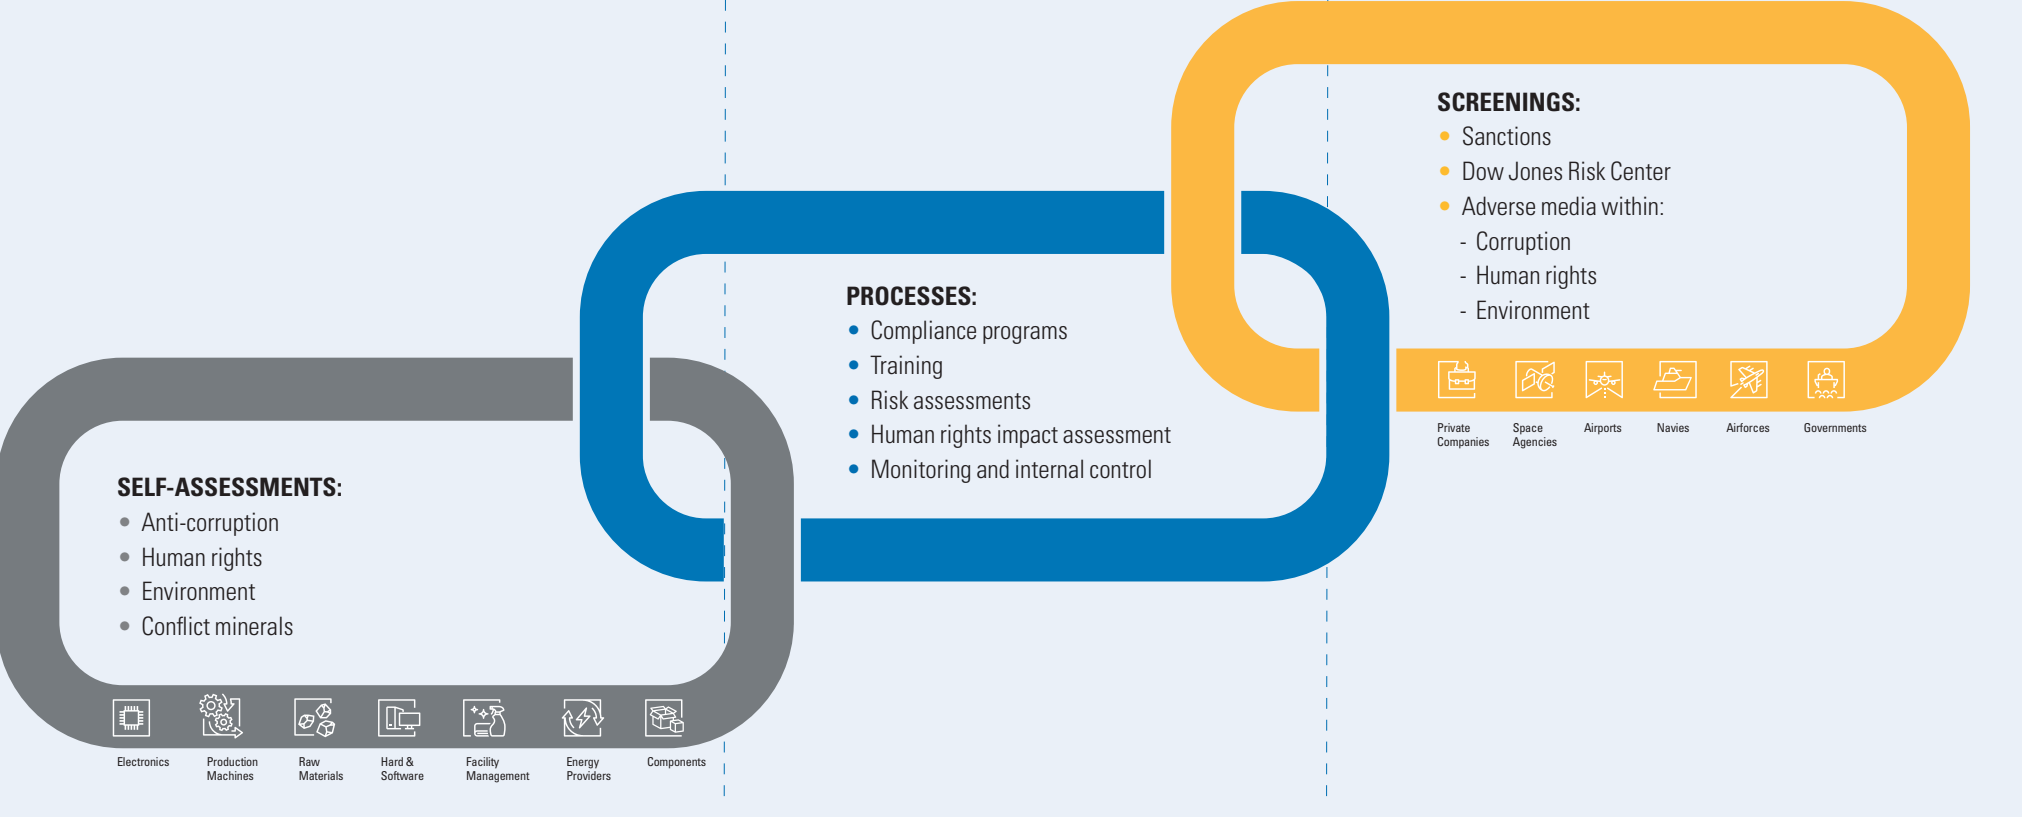 SELF-ASSESSMENTS:
• Anti-corruption
• Human rights
• Environment
• Conflict minerals
Electronics
Production
Machines
Raw
Materials
Hard &
Software
Facility
Management
Energy
Providers
Components
PROCESSES:
• Compliance programs
• Training
• Risk assessments
• Human rights impact assessment
• Monitoring and internal control
SCREENINGS:
• Sanctions
• Dow Jones Risk Center
• Adverse media within:
- Corruption
- Human rights
- Environment
Private
Companies
Space
Agencies
Airports
Navies
Airforces
Governments